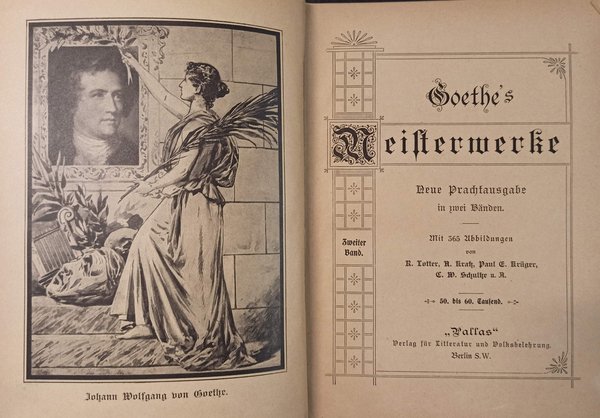 Johann Wolfgang von Goethe.
Goethe's
Meisterwerke
Neue Prachtausgabe
in zwei Bänden.
Zweiter
Band.
Mit 365 Abbildungen
von
R. Lotter, A. Kratz, Paul E. Krüger,
C. W. Schultze u. A.
50. bis 60. Tausend.
„Pallas“
Verlag für Litteratur und Volksbelehrung.
Berlin S.W.